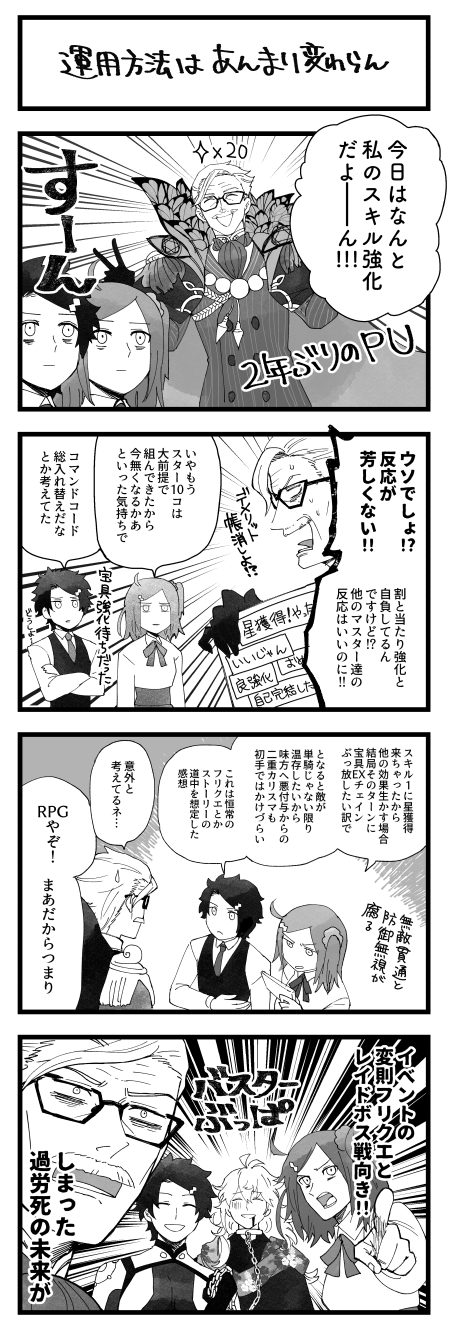 運用方法はあんまり変わらん
今日はなんと
私のスキル強化
だよーーん!!!
×20
すーん
2年ぶりのPU
ウソでしょ!?
反応が
芳しくない!!
割と当たり強化と
自負してるん
ですけど!?
他のマスター達の
反応はいいのに!!
帳消しよ!?
星獲得!やった
いいじゃん
良強化
自己完結した
いやもう
スター10コは
大前提で
組んできたから
今無くなるかあ
といった気持ちで
宝具強化待ちだった
コマンドコード
総入れ替えだな
とか考えてた
どうよー
スキル1に星獲得
来ちゃったから
他の効果生かす場合
結局そのターンに
宝具EXチェイン
ぶっ放したい訳で
無敵貫通と
防御無視が
腐る
となると敵が
単騎じゃない限り
温存したいから
味方へ悪付与からの
二重カリスマも
初手ではかけづらい
これは恒常の
フリクエとか
ストーリーの
道中を想定した
感想
意外と
考えてるネ…
RPG
やぞ!
まあだからつまり
イベントの
変則フリクエと
レイドボス戦向き!!
バスター
ぶっぱ
しまった
過労死の未来が